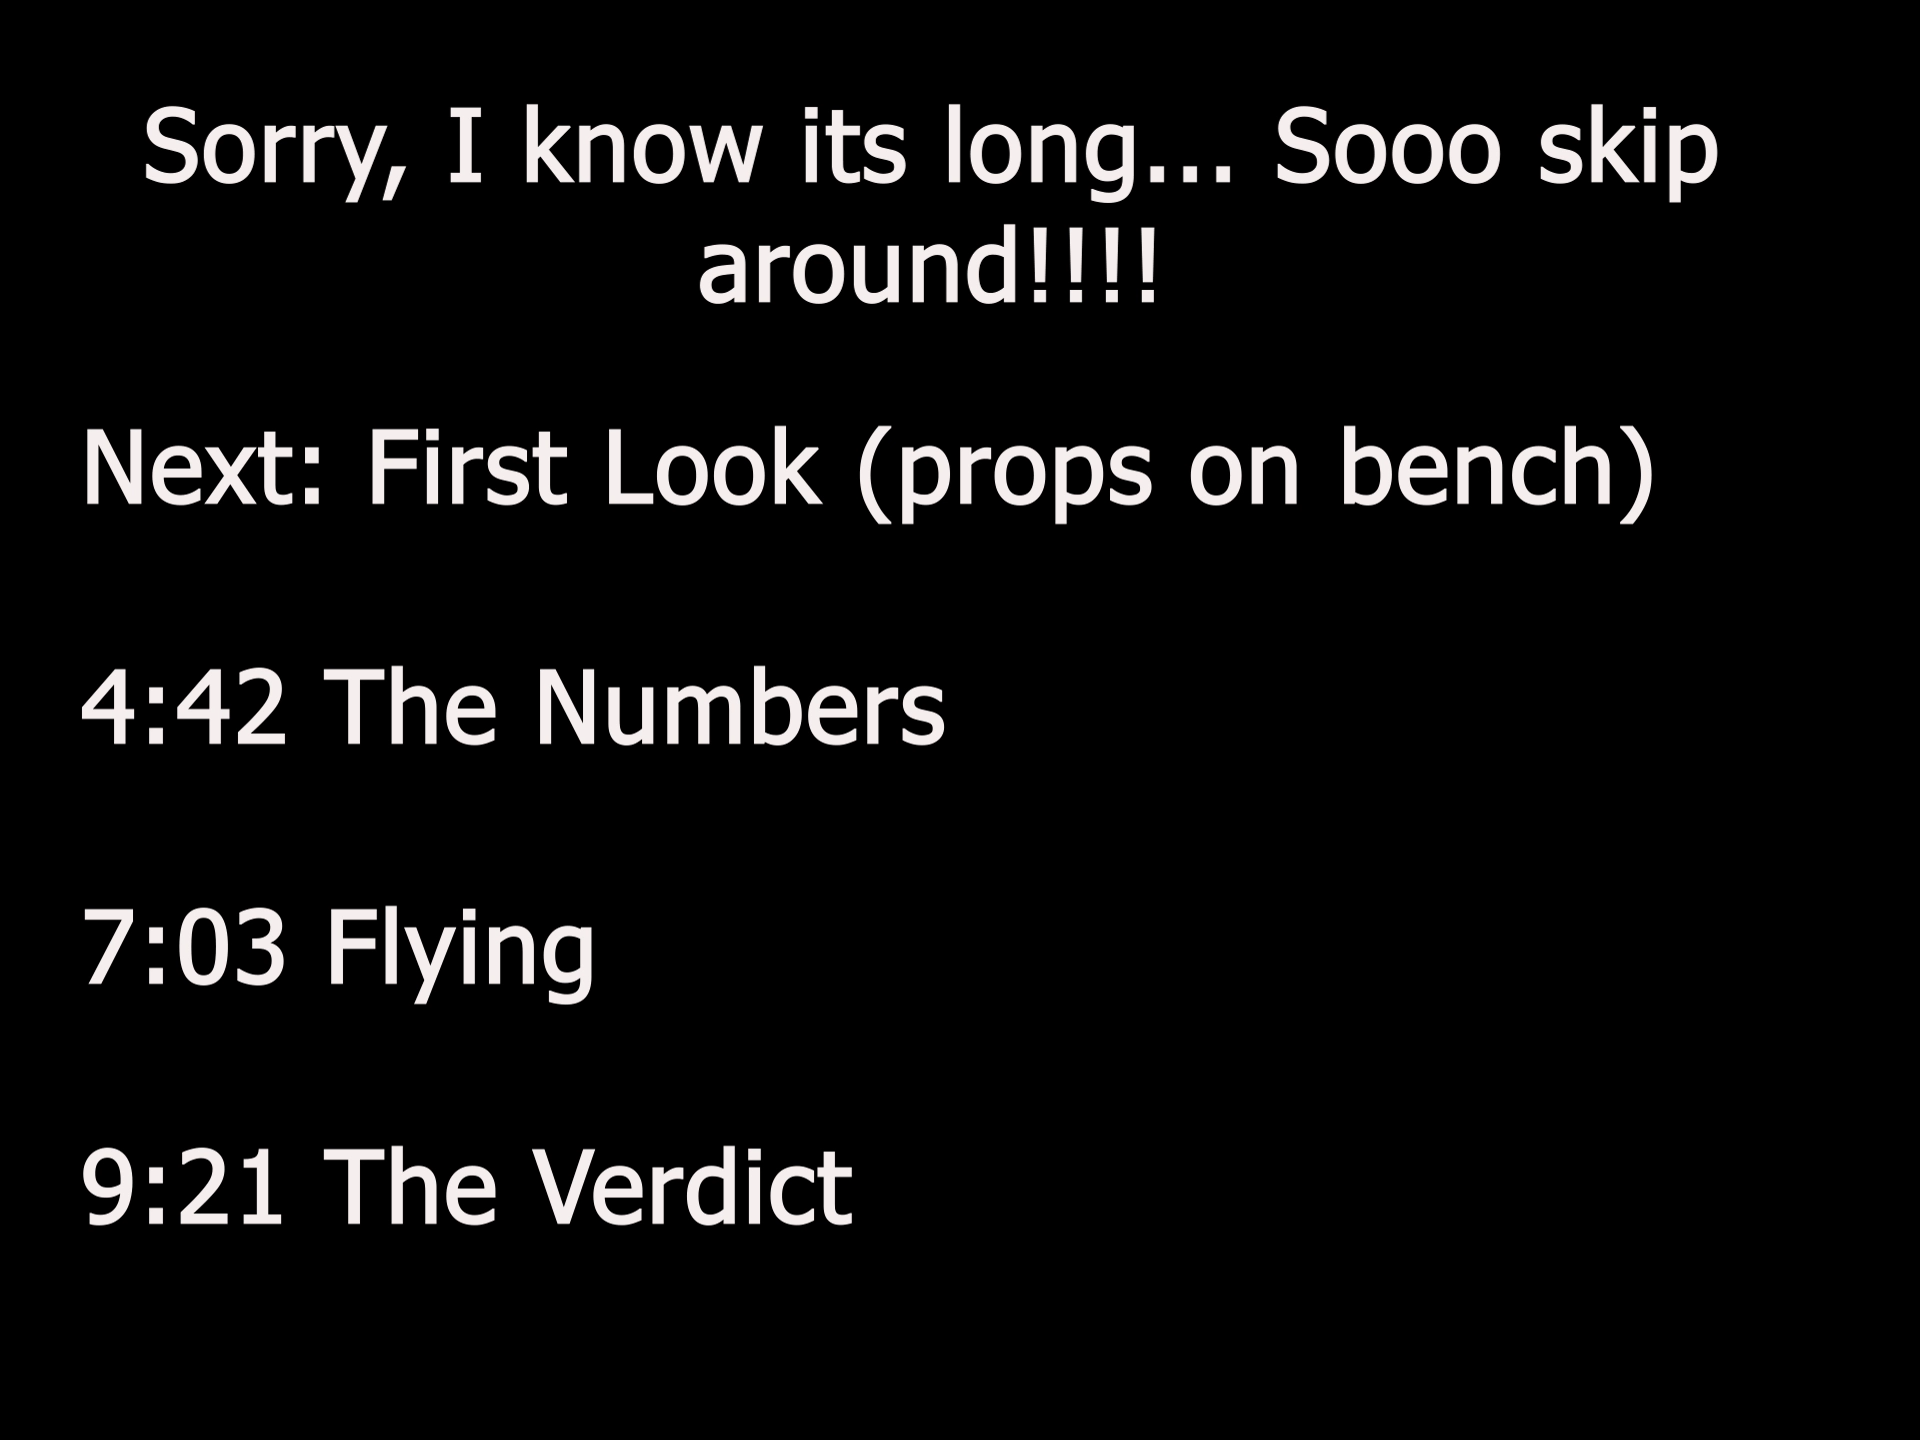 Sorry, I know its long... Sooo skip
around!!!!
Next: First Look (props on bench)
4:42 The Numbers
7:03 Flying
9:21 The Verdict